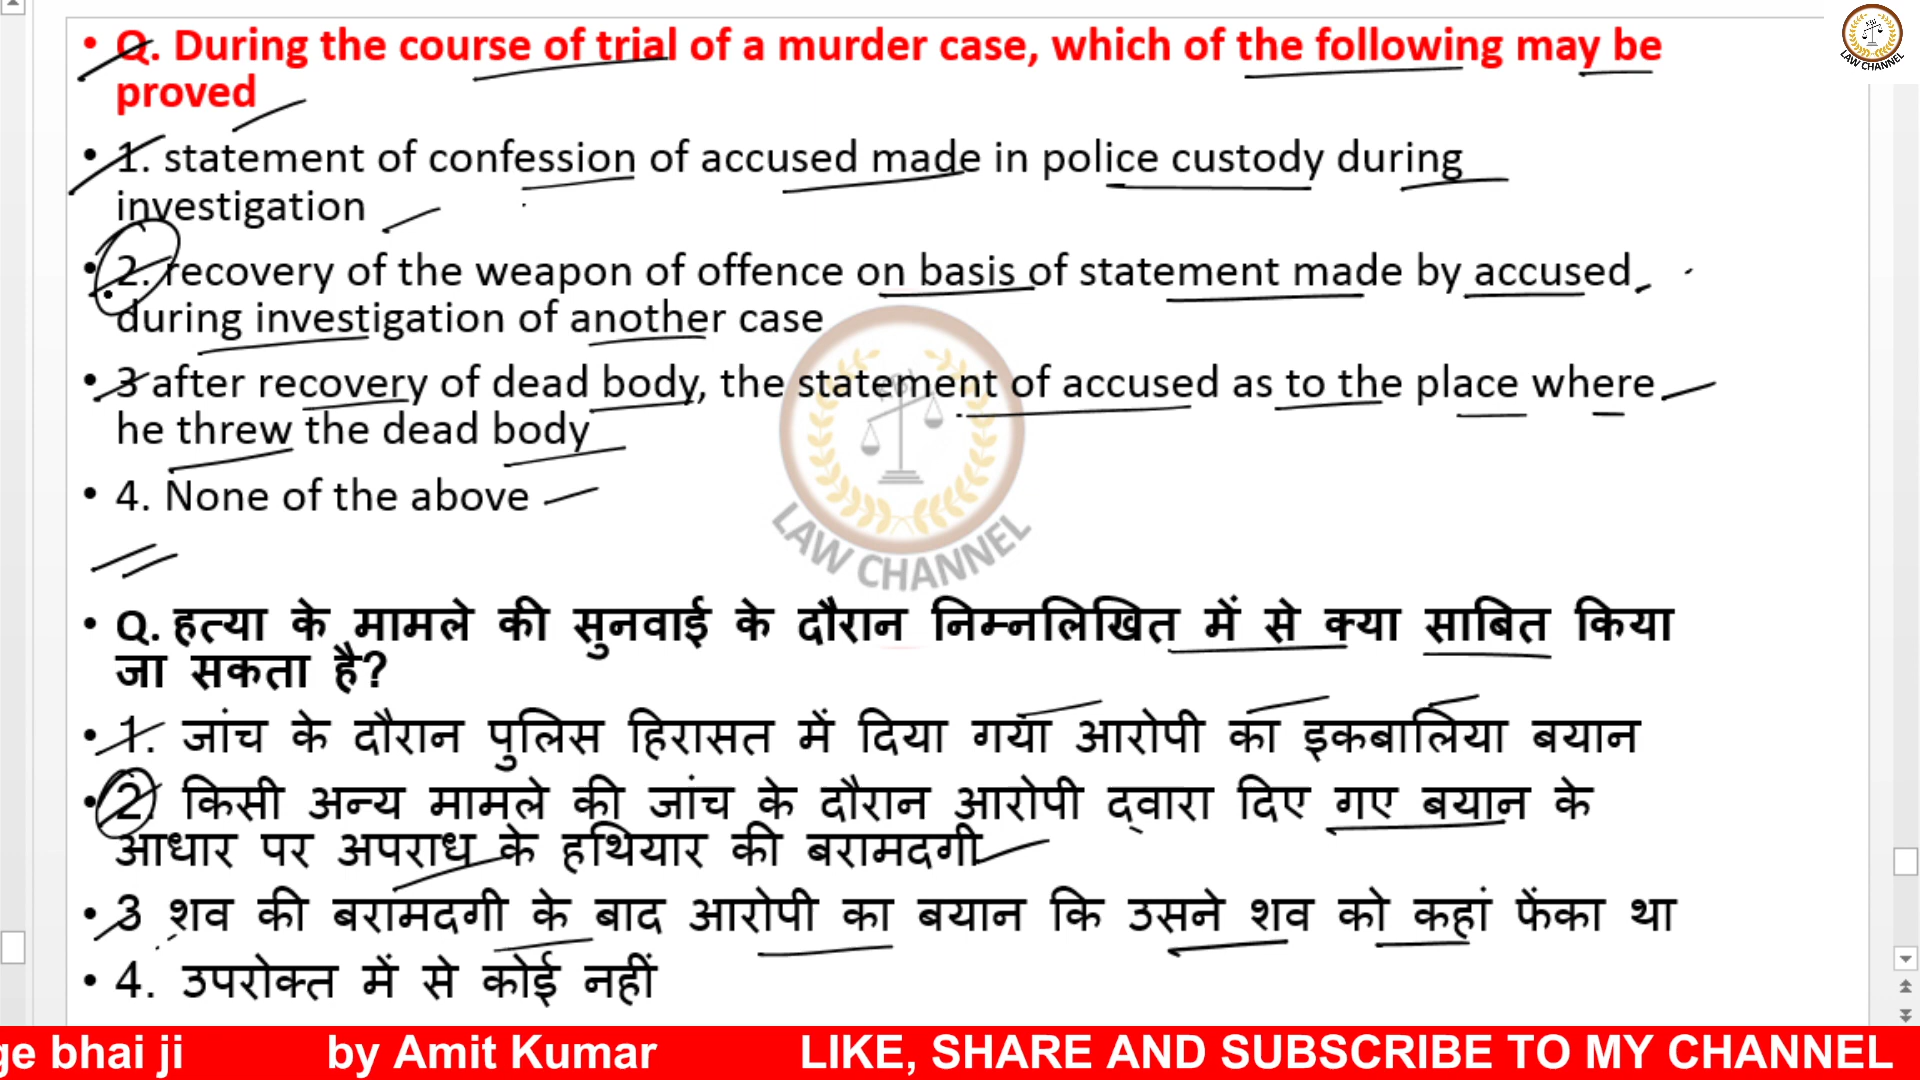 • Q. During the course of trial of a murder case, which of the following may be
proved
• 1. statement of confession of accused made in police custody during
investigation
• 2. recovery of the weapon of offence on basis of statement made by accused
during investigation of another case
• 3 after recovery of dead body, the statement of accused as to the place where
he threw the dead body
• 4. None of the above
LAW CHANNEL
LAW CHANNEL
• Q. हत्या के मामले की सुनवाई के दौरान निम्नलिखित में से क्या साबित किया
जा सकता है?
• 1. जांच के दौरान पुलिस हिरासत में दिया गया आरोपी का इकबालिया बयान
• 2. किसी अन्य मामले की जांच के दौरान आरोपी द्वारा दिए गए बयान के
आधार पर अपराध के हथियार की बरामदगी
• 3 शव की बरामदगी के बाद आरोपी का बयान कि उसने शव को कहां फेंका था
• 4. उपरोक्त में से कोई नहीं
ge bhai ji by Amit Kumar LIKE, SHARE AND SUBSCRIBE TO MY CHANNEL